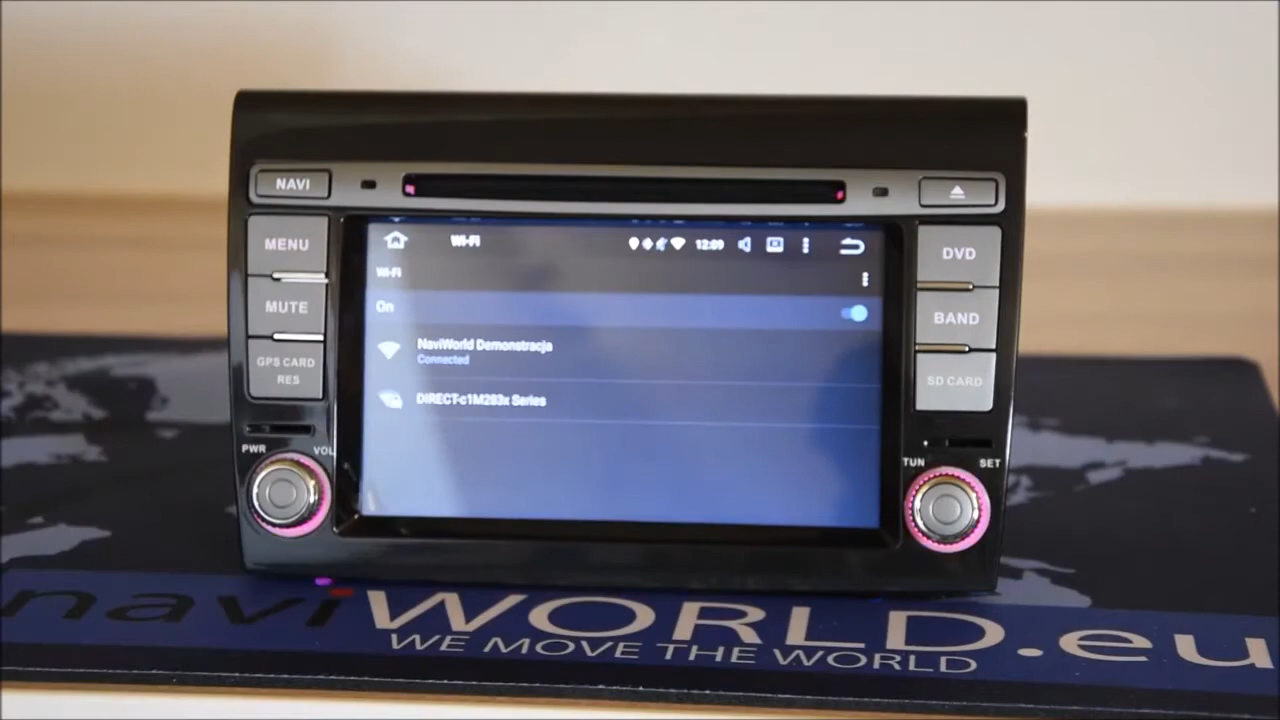 NAVI
MENU
MUTE
GPS CARD
RES
PWR
VOL
Wi-Fi
12:09
Wi-Fi
On
NaviWorld Demonstracja
Connected
DIRECT-c1M283x Series
DVD
BAND
SD CARD
TUN
SET
naviWORLD.eu
WE MOVE THE WORLD